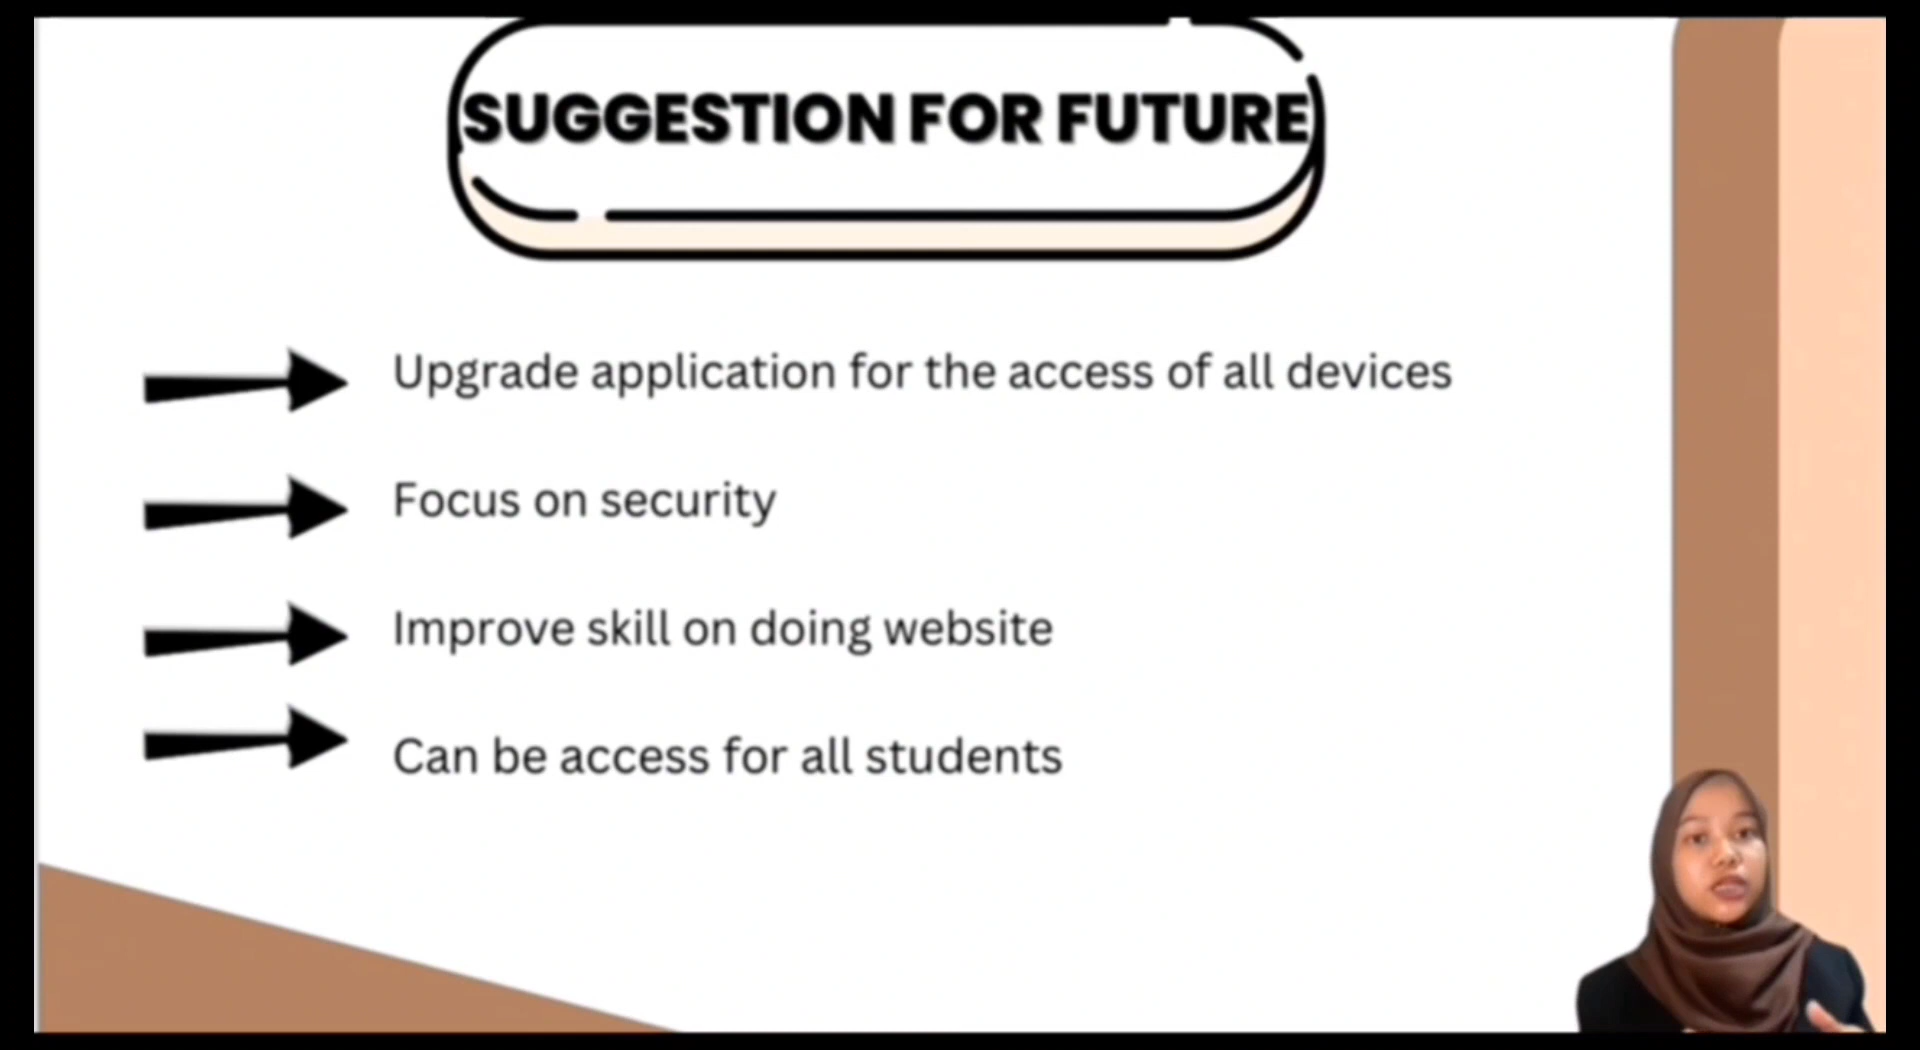 SUGGESTION FOR FUTURE
Upgrade application for the access of all devices
Focus on security
Improve skill on doing website
Can be access for all students